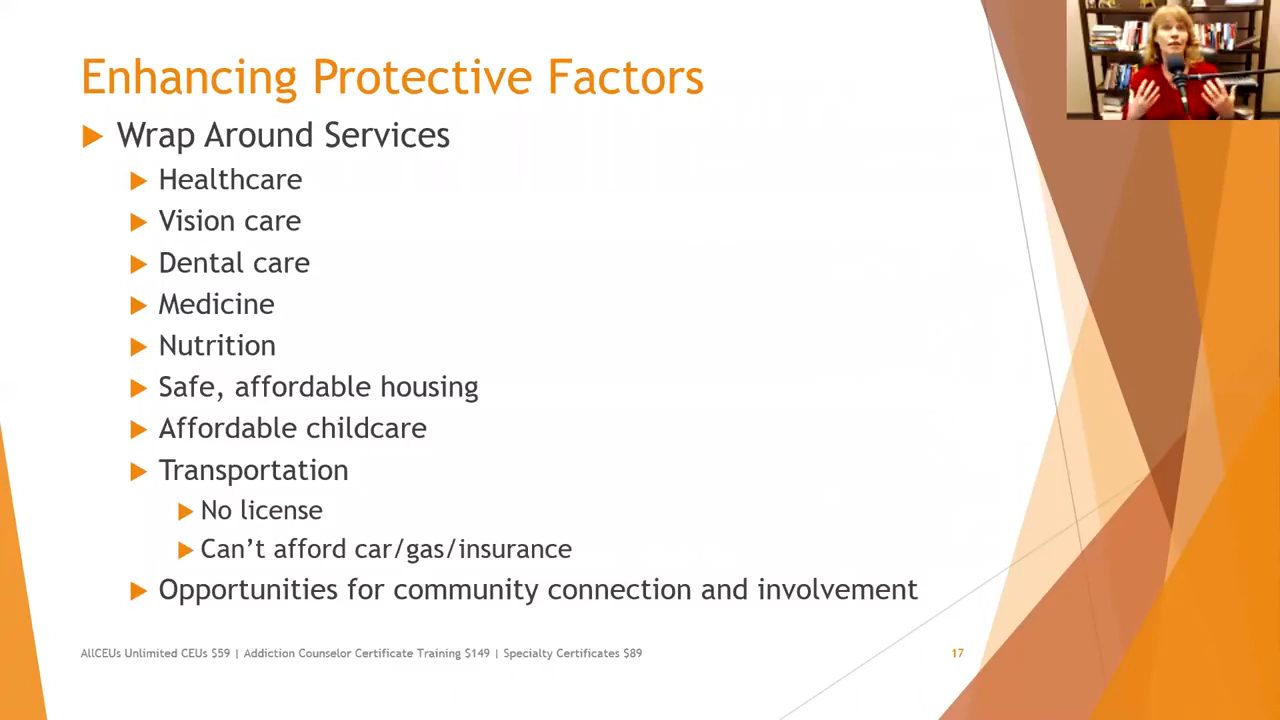 Enhancing Protective Factors
Wrap Around Services
Healthcare
Vision care
Dental care
Medicine
Nutrition
Safe, affordable housing
Affordable childcare
Transportation
No license
Can’t afford car/gas/insurance
Opportunities for community connection and involvement
AllCEUs Unlimited CEUs $59 | Addiction Counselor Certificate Training $149 | Specialty Certificates $89
17